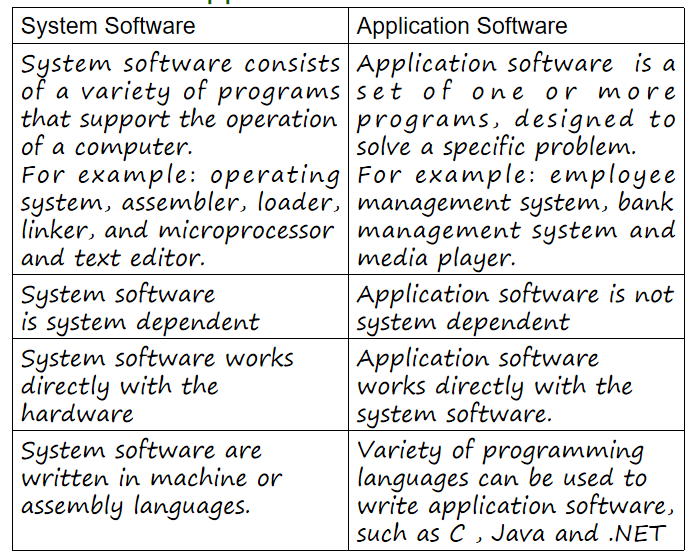 System Software
Application Software
System software consists
of a variety of programs
that support the operation
of a computer.
For example: operating
system, assembler, loader,
linker, and microprocessor
and text editor.
Application software is a
set of one or more
programs, designed to
solve a specific problem.
For example: employee
management system, bank
management system and
media player.
System software
is system dependent
Application software is not
system dependent
System software works
directly with the
hardware
Application software
works directly with the
system software.
System software are
written in machine or
assembly languages.
Variety of programming
languages can be used to
write application software,
such as C , Java and .NET